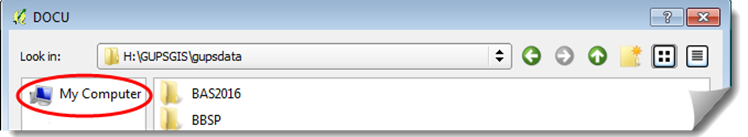 DOCU
Look in: H:\GUPSGIS\gupsdata
My Computer BAS2016
BBSP